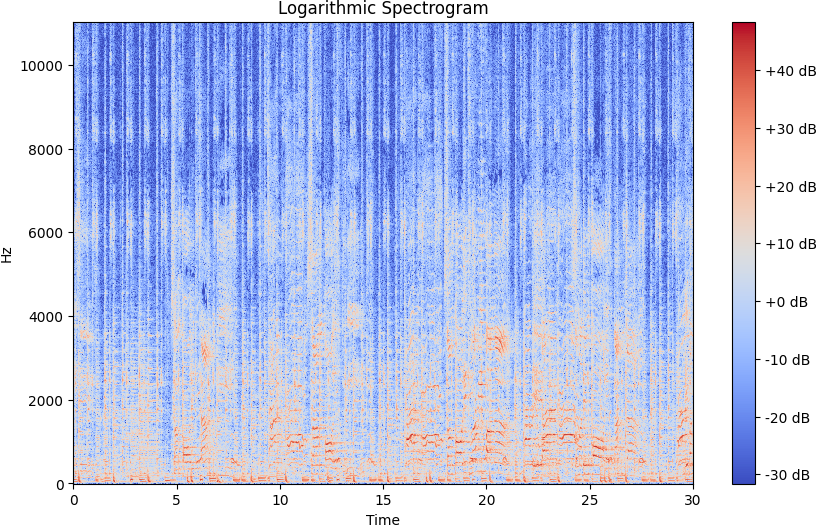 Logarithmic Spectrogram
Hz
10000
8000
6000
4000
2000
0
0 5 10 15 20 25 30
Time
+40 dB
+30 dB
+20 dB
+10 dB
+0 dB
-10 dB
-20 dB
-30 dB